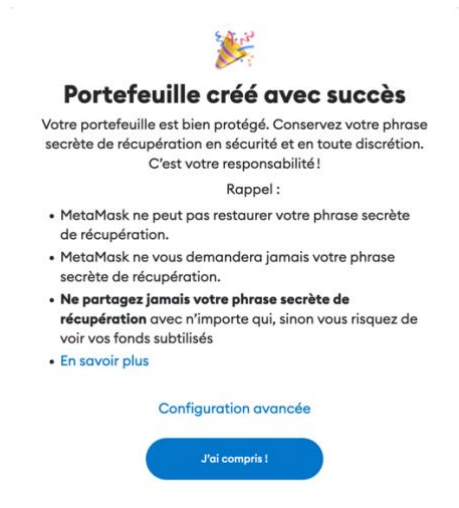 Portefeuille créé avec succès
Votre portefeuille est bien protégé. Conservez votre phrase
secrète de récupération en sécurité et en toute discrétion.
C'est votre responsabilité !
Rappel :
• MetaMask ne peut pas restaurer votre phrase secrète
de récupération.
• MetaMask ne vous demandera jamais votre phrase
secrète de récupération.
• Ne partagez jamais votre phrase secrète de
récupération avec n'importe qui, sinon vous risquez de
voir vos fonds subtilisés
• En savoir plus
Configuration avancée
J'ai compris !